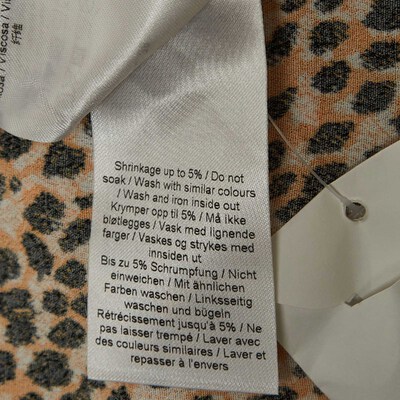 Viscosa / Vis
Shrinkage up to 5% / Do not
soak / Wash with similar colours
/ Wash and iron inside out
Krymper opp til 5% / Må ikke
bløtlegges / Vask med lignende
farger / Vaskes og strykes med
innsiden ut
Bis zu 5% Schrumpfung / Nicht
einweichen / Mit ähnlichen
Farben waschen / Linksseitig
waschen und bügeln
Rétrécissement jusqu'à 5% / Ne
pas laisser trempé / Laver avec
des couleurs similaires / Laver et
repasser à l'envers